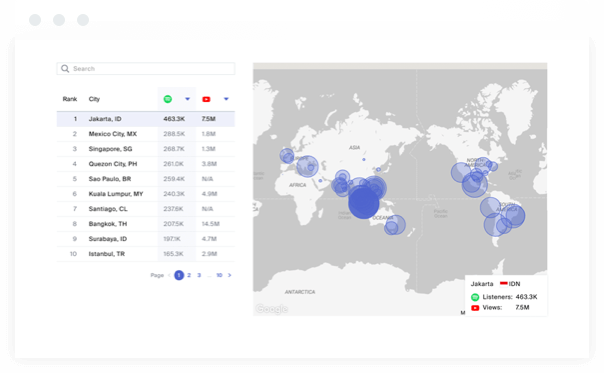 Search
Rank City
1 Jakarta, ID 463.3K 7.5M
2 Mexico City, MX 288.5K 1.8M
3 Singapore, SG 268.7K 1.3M
4 Quezon City, PH 261.0K 3.8M
5 Sao Paulo, BR 259.4K N/A
6 Kuala Lumpur, MY 240.3K 4.9M
7 Santiago, CL 237.6K N/A
8 Bangkok, TH 207.5K 14.5M
9 Surabaya, ID 197.1K 4.7M
10 Istanbul, TR 165.3K 2.9M
Page < 1 2 3 ... 10 >
ASIA
NORTH
AMERICA
AFRICA
SOUTH
AMERICA
OCEANIA
Pacific
Ocean
ANTARCTICA
Google
Jakarta IDN
Listeners: 463.3K
Views: 7.5M
M